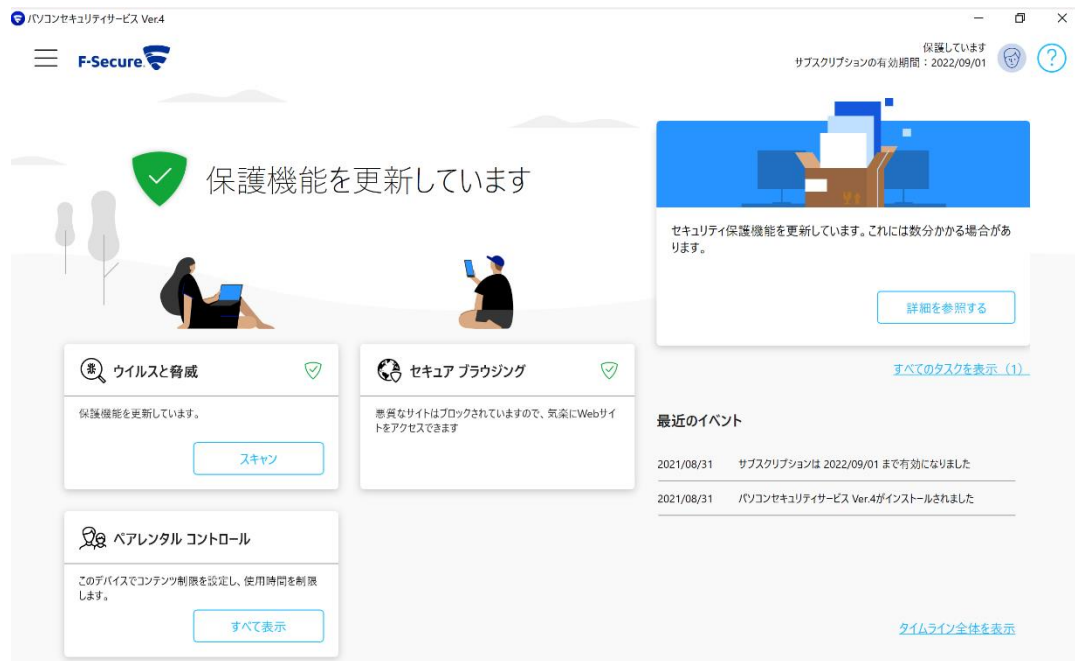 パソコンセキュリティサービス Ver.4
F-Secure.
保護しています
サブスクリプションの有効期間：2022/09/01
?
保護機能を更新しています
セキュリティ保護機能を更新しています。これには数分かかる場合があ
ります。
詳細を参照する
すべてのタスクを表示（1）
ウイルスと脅威
保護機能を更新しています。
スキャン
セキュア ブラウジング
悪質なサイトはブロックされていますので、気楽にWebサイ
トをアクセスできます
ペアレンタル コントロール
このデバイスでコンテンツ制限を設定し、使用時間を制限
します。
すべて表示
最近のイベント
2021/08/31 サブスクリプションは 2022/09/01 まで有効になりました
2021/08/31 パソコンセキュリティサービス Ver.4がインストールされました
タイムライン全体を表示